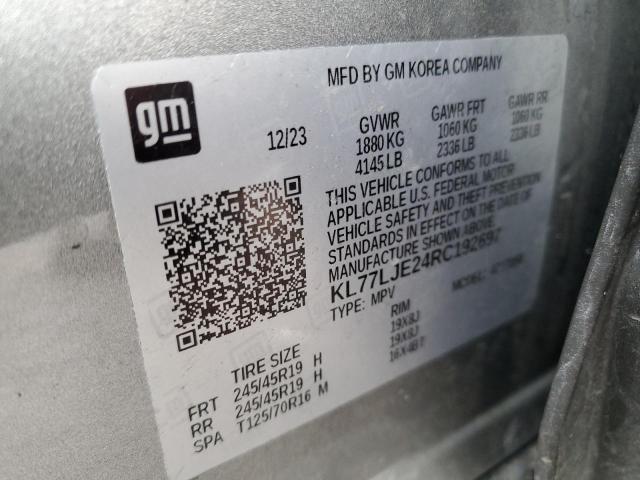 gm
MFD BY GM KOREA COMPANY
12/23
GVWR GAWR FRT GAWR RR
1880 KG 1060 KG 1060 KG
4145 LB 2336 LB 2336 LB
THIS VEHICLE CONFORMS TO ALL
APPLICABLE U.S. FEDERAL MOTOR
VEHICLE SAFETY AND THEFT PREVENTION
STANDARDS IN EFFECT ON THE DATE OF
MANUFACTURE SHOWN ABOVE.
KL77LJE24RC192697
TYPE: MPV MODEL:
TIRE SIZE RIM
FRT 245/45R19 H 19X8J
RR 245/45R19 H 19X8J
SPA T125/70R16 M 16X4B T